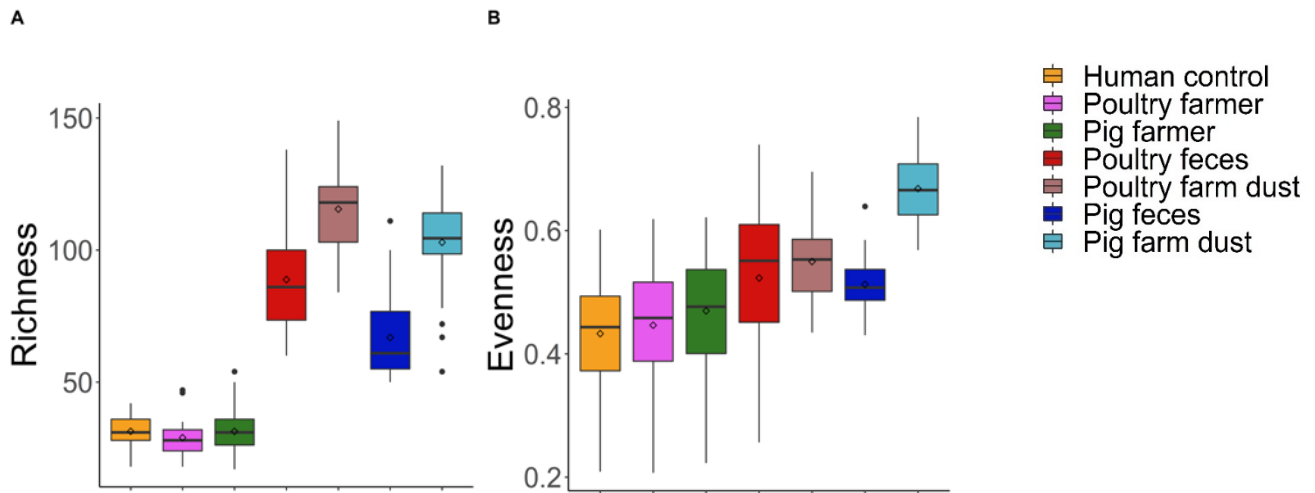 A
B
Richness
150
100
50
Evenness
0.8
0.6
0.4
0.2
Human control
Poultry farmer
Pig farmer
Poultry feces
Poultry farm dust
Pig feces
Pig farm dust